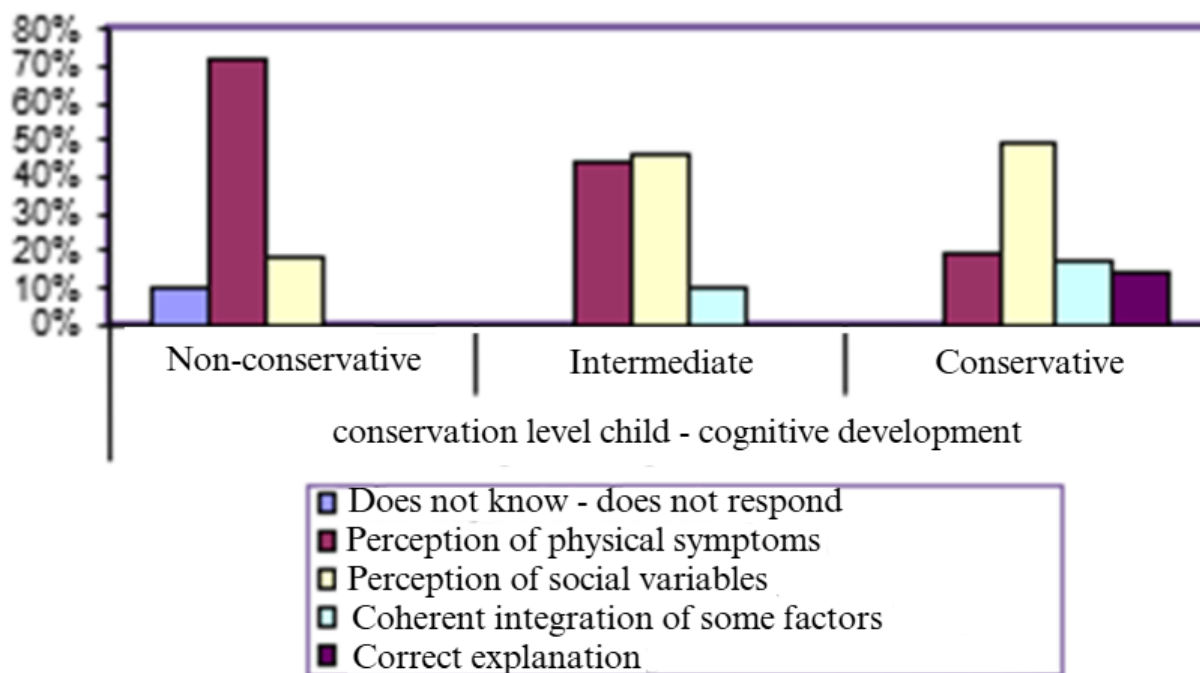 80%
70%
60%
50%
40%
30%
20%
10%
0%
Non-conservative
Intermediate
Conservative
conservation level child - cognitive development
Does not know - does not respond
Perception of physical symptoms
Perception of social variables
Coherent integration of some factors
Correct explanation